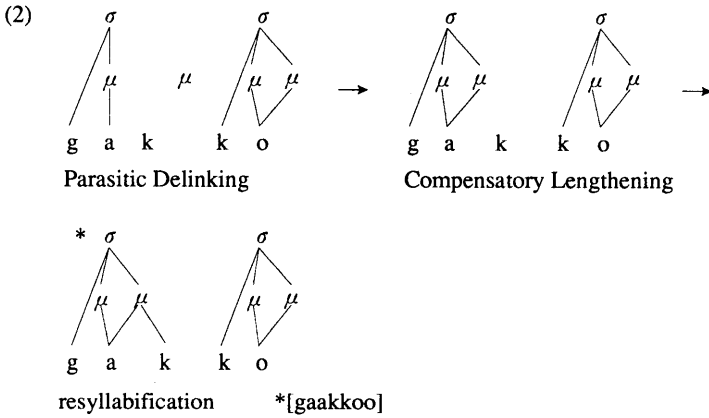 (2) σ σ σ σ
μ μ μ μ μ μ μ μ
→ →
g a k k o g a k k o
Parasitic Delinking Compensatory Lengthening
* σ σ
μ μ μ μ
g a k k o
resyllabification *[gaakkoo]